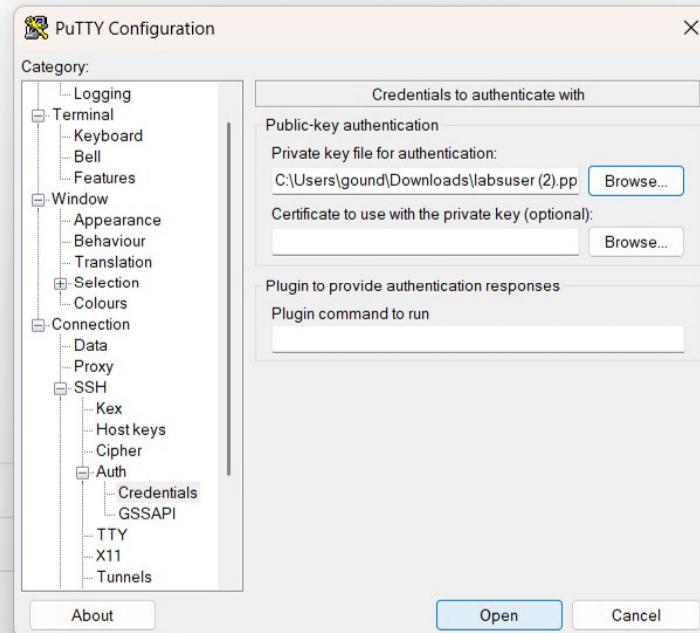 PuTTY Configuration
Category:
Logging
Terminal
Keyboard
Bell
Features
Window
Appearance
Behaviour
Translation
Selection
Colours
Connection
Data
Proxy
SSH
Kex
Host keys
Cipher
Auth
Credentials
GSSAPI
TTY
X11
Tunnels
Credentials to authenticate with
Public-key authentication
Private key file for authentication:
C:\Users\gound\Downloads\labsuser (2).pp
Browse...
Certificate to use with the private key (optional):
Browse...
Plugin to provide authentication responses
Plugin command to run
About
Open
Cancel